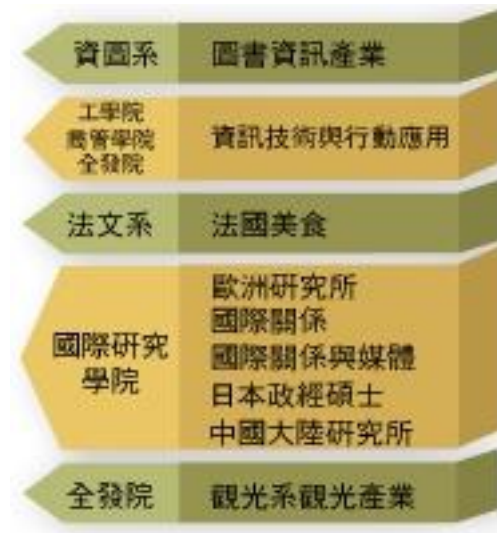 資圖系 圖書資訊產業
工學院
商管學院 資訊技術與行動應用
全發院
法文系 法國美食
歐洲研究所
國際關係
國際研究 國際關係與媒體
學院 日本政經碩士
中國大陸研究所
全發院 觀光系觀光產業